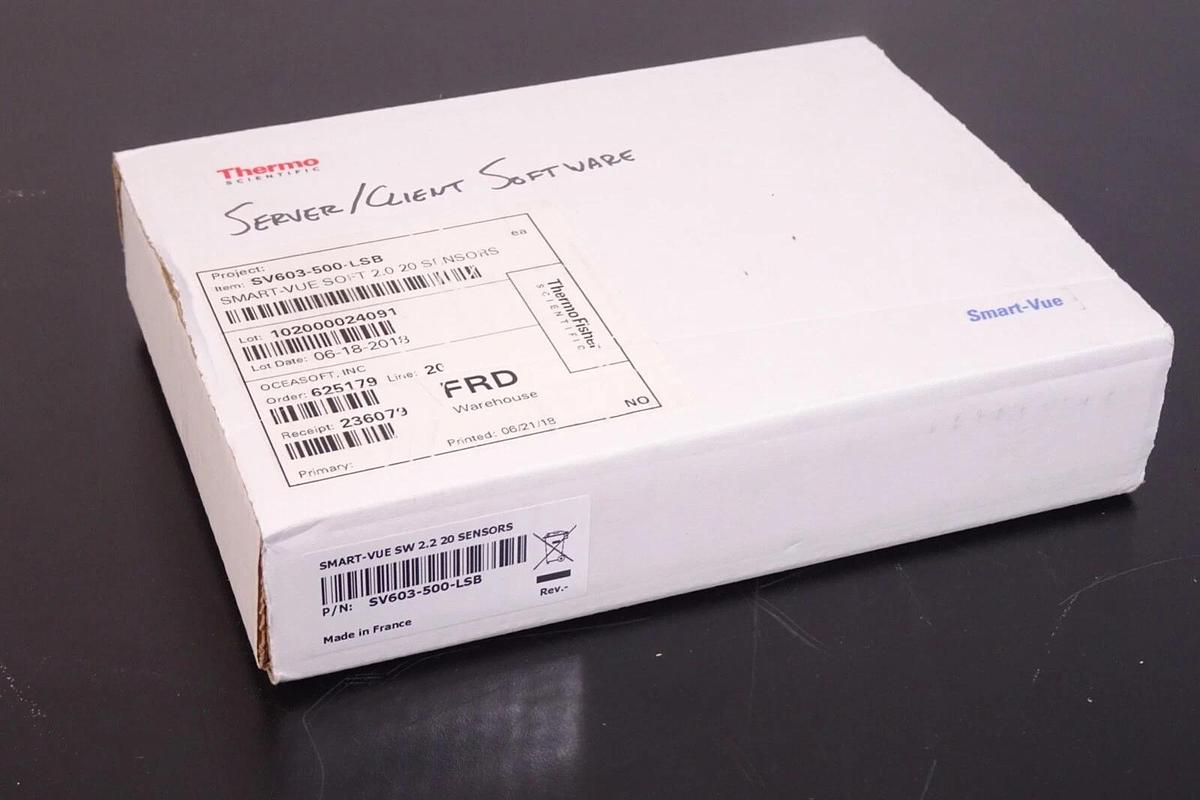 Thermo
SCIENTIFIC
SERVER/CLIENT SOFTWARE
Project:
ea
Item: SV603-500-LSB
SMART-VUE SOFT 2.0 20 SENSORS
Lot: 102000024091
Lot Date: 06-18-2018
ThermoFisher
SCIENTIFIC
OCEASOFT, INC
Order: 625179 Line: 20
FRD
Warehouse
Receipt: 236079
NO
Printed: 06/21/18
Primary:
Smart-Vue
SMART-VUE SW 2.2 20 SENSORS
P/N: SV603-500-LSB
Rev.-
Made in France